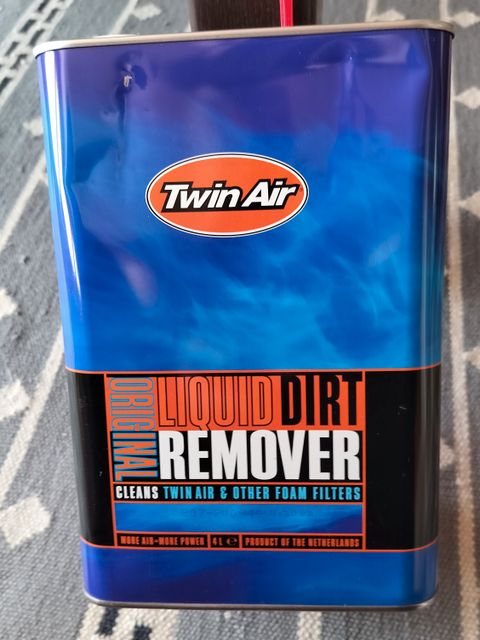 Twin Air
ORIGINAL
LIQUID DIRT
REMOVER
CLEANS TWIN AIR & OTHER FOAM FILTERS
MORE AIR-MORE POWER 4L ℮ PRODUCT OF THE NETHERLANDS